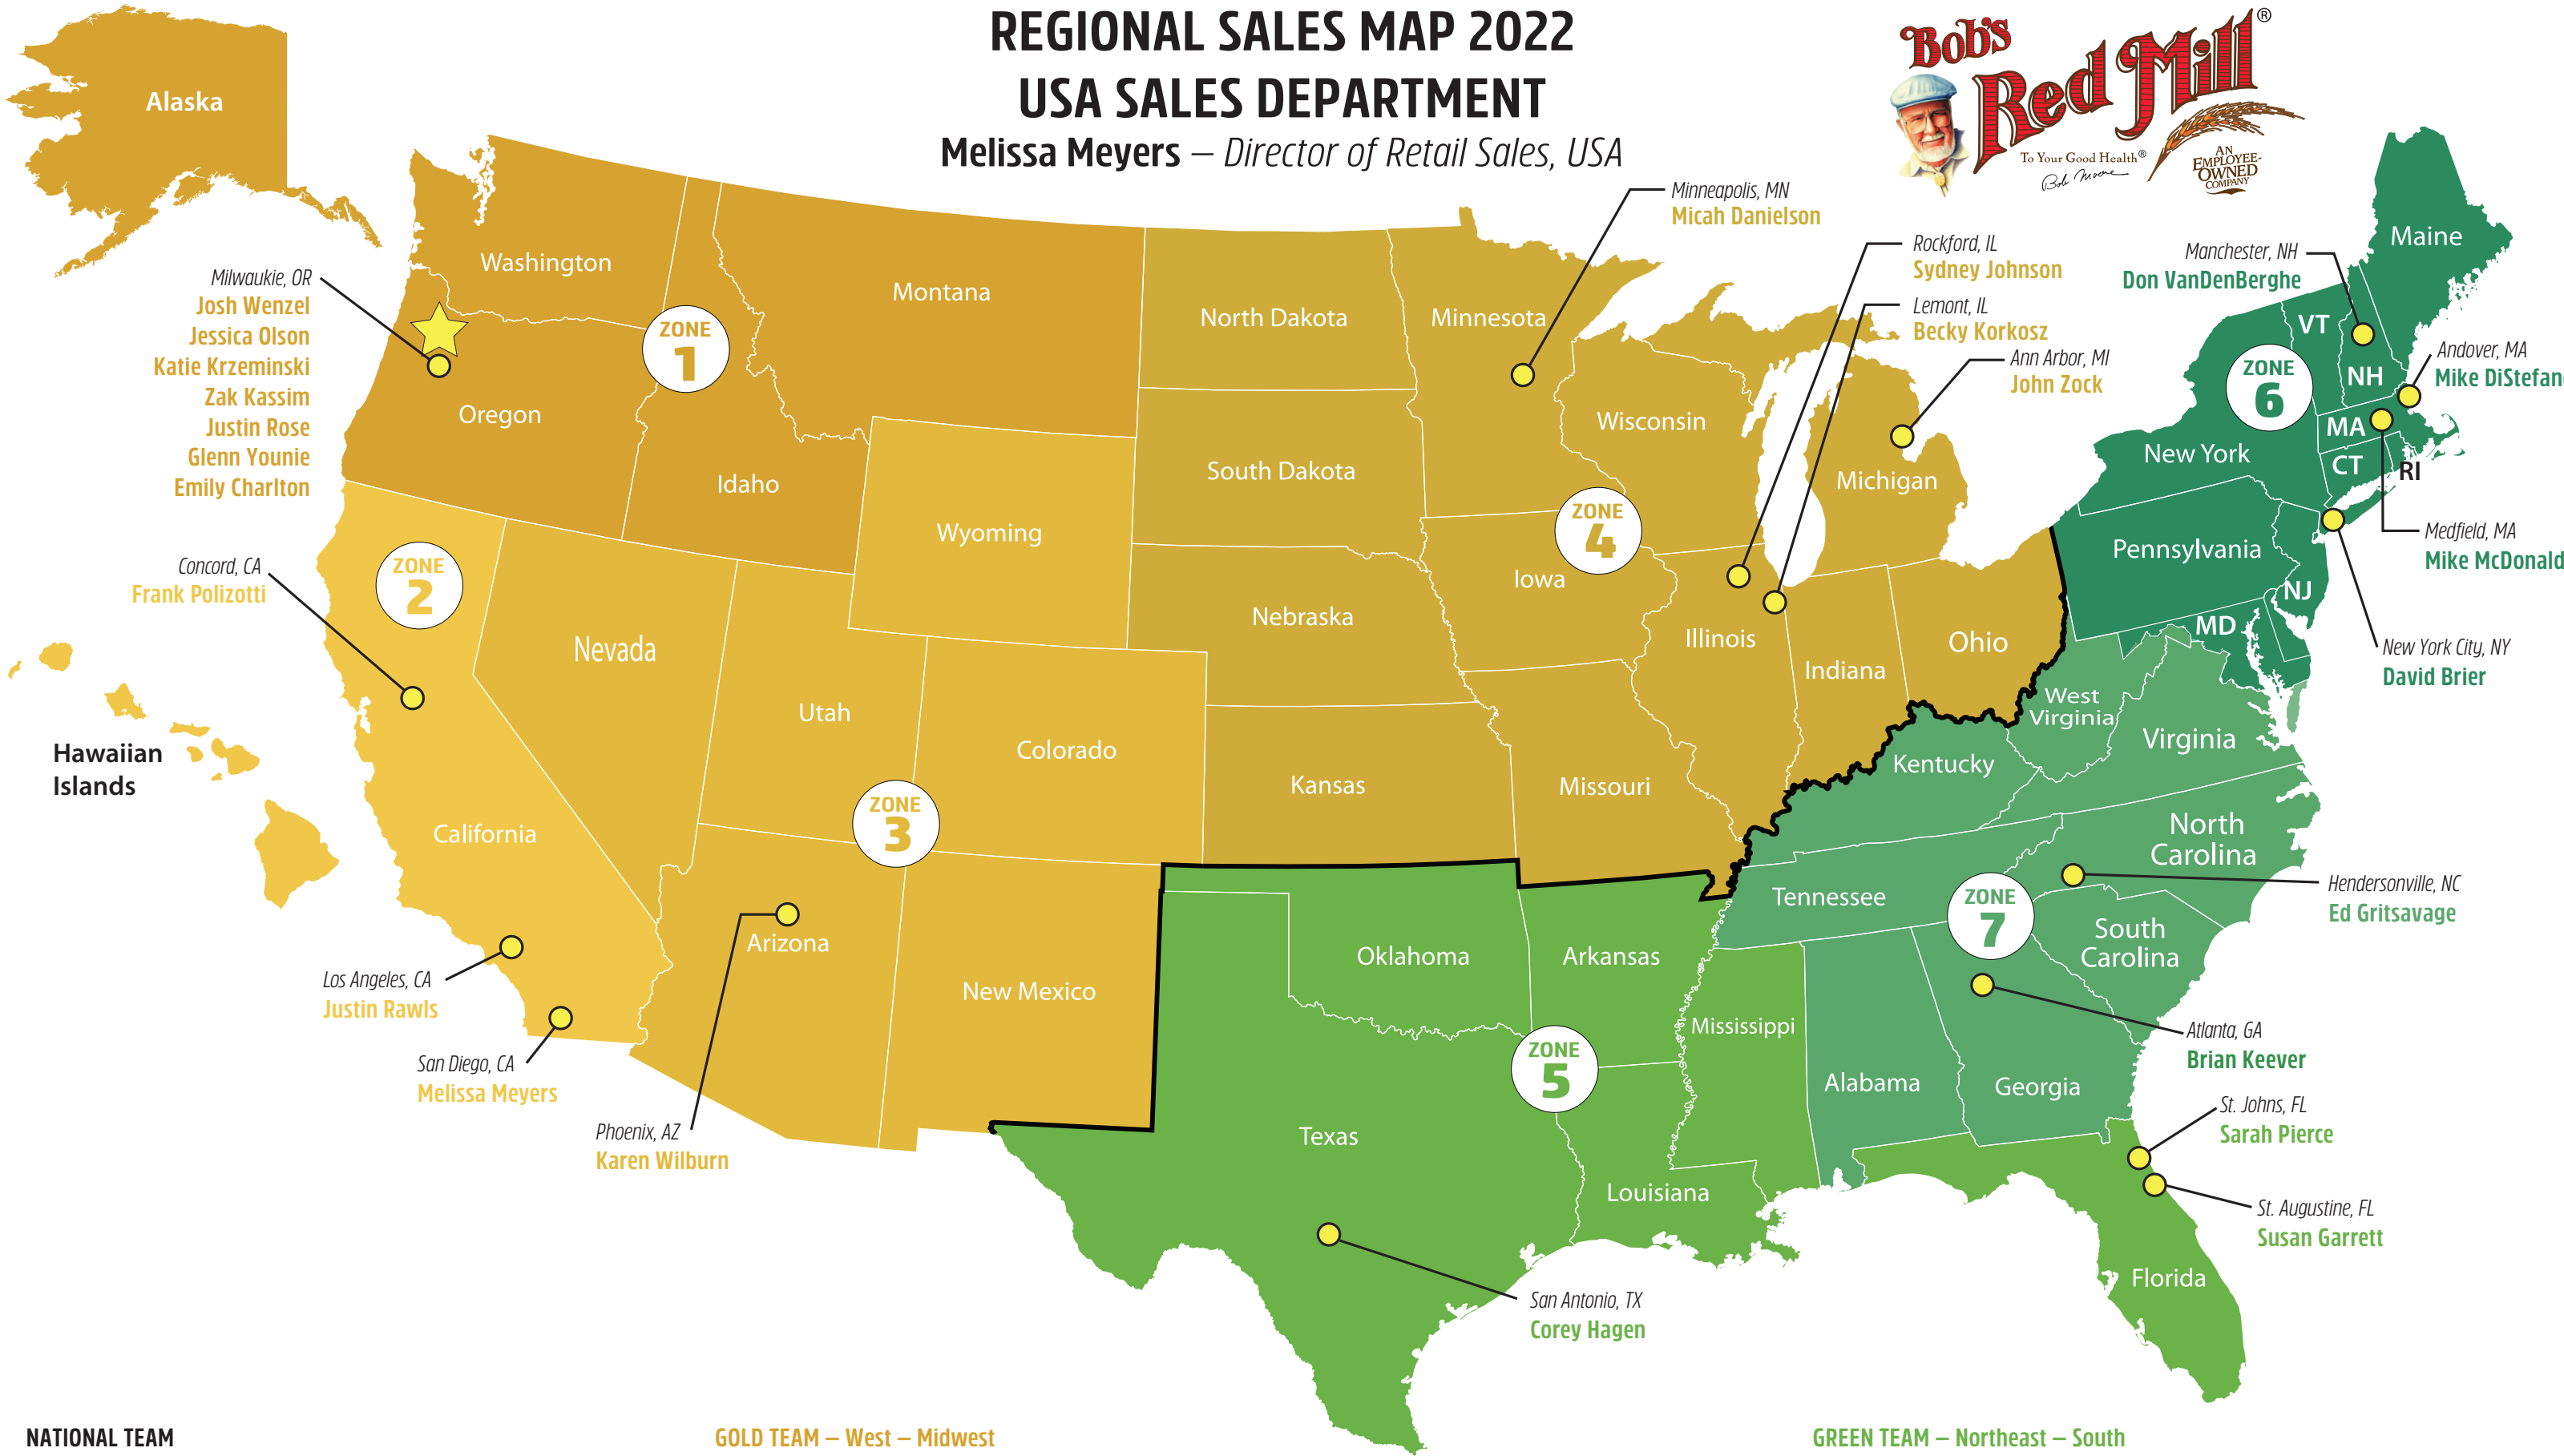 REGIONAL SALES MAP 2022
USA SALES DEPARTMENT
Melissa Meyers – Director of Retail Sales, USA
Bob's
Red Mill®
To Your Good Health®
Bob Moore
AN
EMPLOYEE-
OWNED
COMPANY
Alaska
Washington
Montana
Oregon
Idaho
ZONE
1
Milwaukie, OR
Josh Wenzel
Jessica Olson
Katie Krzeminski
Zak Kassim
Justin Rose
Glenn Younie
Emily Charlton
ZONE
2
Concord, CA
Frank Polizotti
Hawaiian
Islands
California
Los Angeles, CA
Justin Rawls
San Diego, CA
Melissa Meyers
Wyoming
Nevada
Utah
Colorado
ZONE
3
Arizona
New Mexico
Phoenix, AZ
Karen Wilburn
North Dakota
Minnesota
South Dakota
Wisconsin
Michigan
ZONE
4
Iowa
Nebraska
Illinois
Indiana
Ohio
Kansas
Missouri
Minneapolis, MN
Micah Danielson
Rockford, IL
Sydney Johnson
Lemont, IL
Becky Korkosz
Ann Arbor, MI
John Zock
Oklahoma
Arkansas
Mississippi
ZONE
5
Texas
Louisiana
Florida
San Antonio, TX
Corey Hagen
St. Johns, FL
Sarah Pierce
St. Augustine, FL
Susan Garrett
Maine
Manchester, NH
Don VanDenBerghe
VT
NH
ZONE
6
Andover, MA
Mike DiStefan
MA
New York
CT
RI
Medfield, MA
Mike McDonald
Pennsylvania
NJ
MD
New York City, NY
David Brier
West
Virginia
Virginia
Kentucky
North
Carolina
Tennessee
ZONE
7
South
Carolina
Alabama
Georgia
Hendersonville, NC
Ed Gritsavage
Atlanta, GA
Brian Keever
NATIONAL TEAM
GOLD TEAM – West – Midwest
GREEN TEAM – Northeast – South